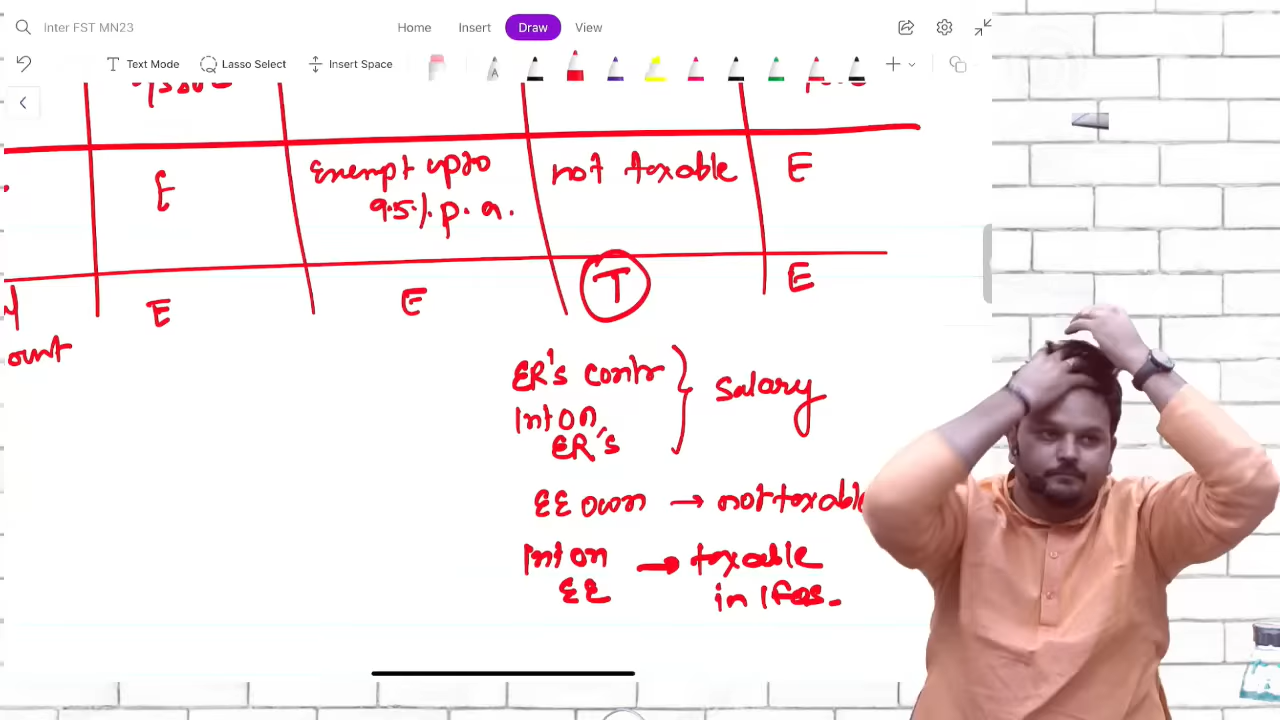 Inter FST MN23
Home Insert Draw View
Text Mode Lasso Select Insert Space
E Exempt upto not taxable E
9.5% p.a.
E E T E
ount
ER's contr
Salary
Int on
ER's
EE own → not taxable
Int on → taxable
EE in Ifos.